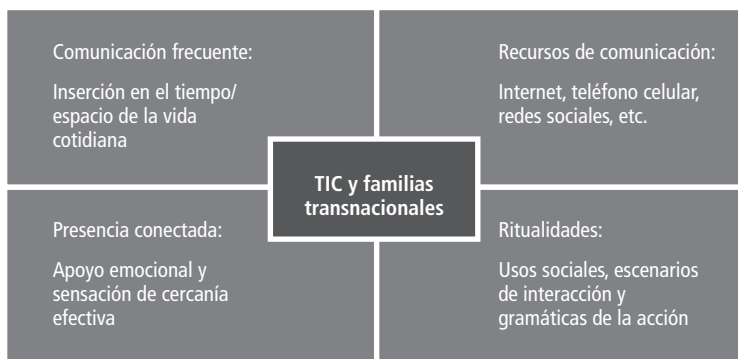 Comunicación frecuente:
Inserción en el tiempo/
espacio de la vida
cotidiana
Recursos de comunicación:
Internet, teléfono celular,
redes sociales, etc.
TIC y familias
transnacionales
Presencia conectada:
Apoyo emocional y
sensación de cercanía
efectiva
Ritualidades:
Usos sociales, escenarios
de interacción y
gramáticas de la acción